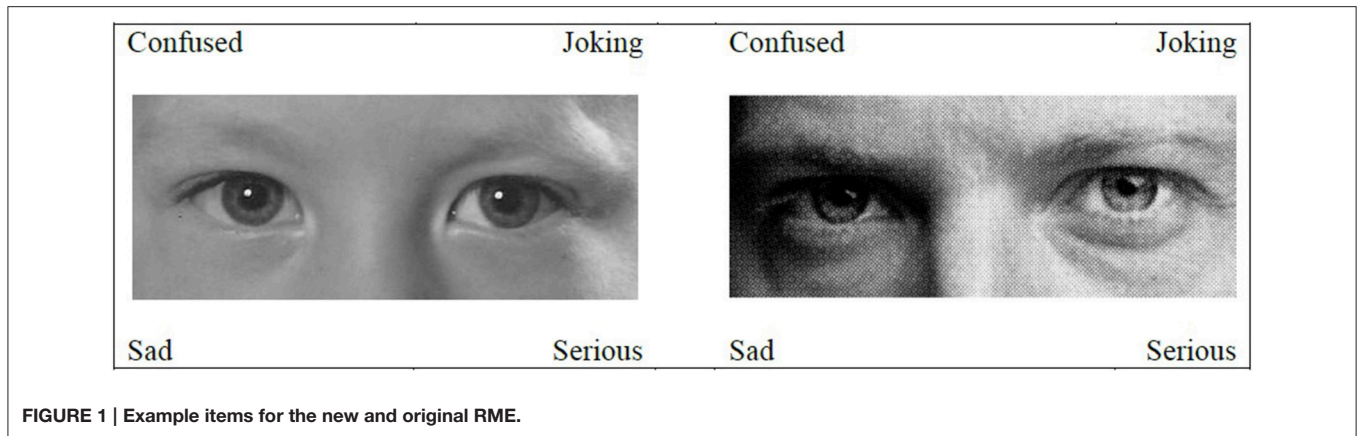 Confused Joking Confused Joking
Sad Serious Sad Serious
FIGURE 1 | Example items for the new and original RME.